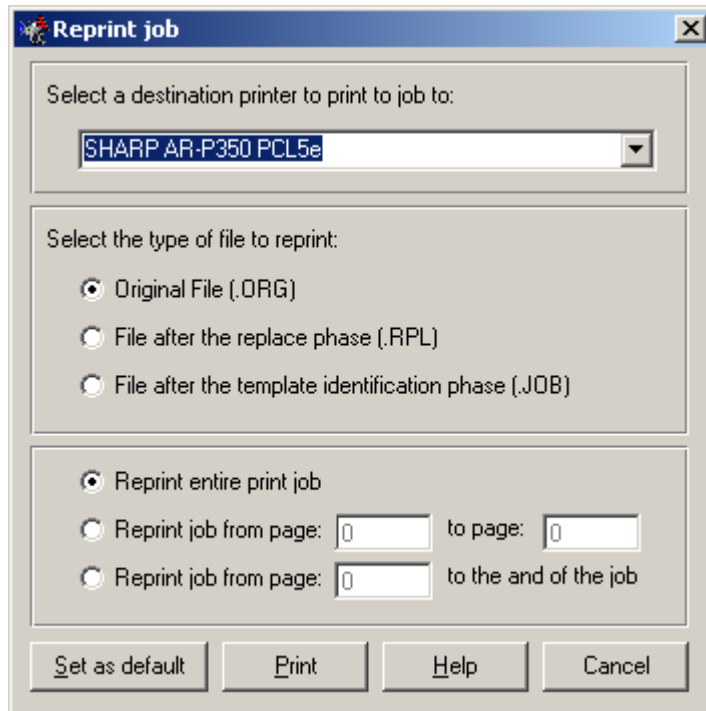 Reprint job
Select a destination printer to print to job to:
SHARP AR-P350 PCL5e
Select the type of file to reprint:
Original File (.ORG)
File after the replace phase (.RPL)
File after the template identification phase (.JOB)
Reprint entire print job
Reprint job from page: 0 to page: 0
Reprint job from page: 0 to the and of the job
Set as default Print Help Cancel